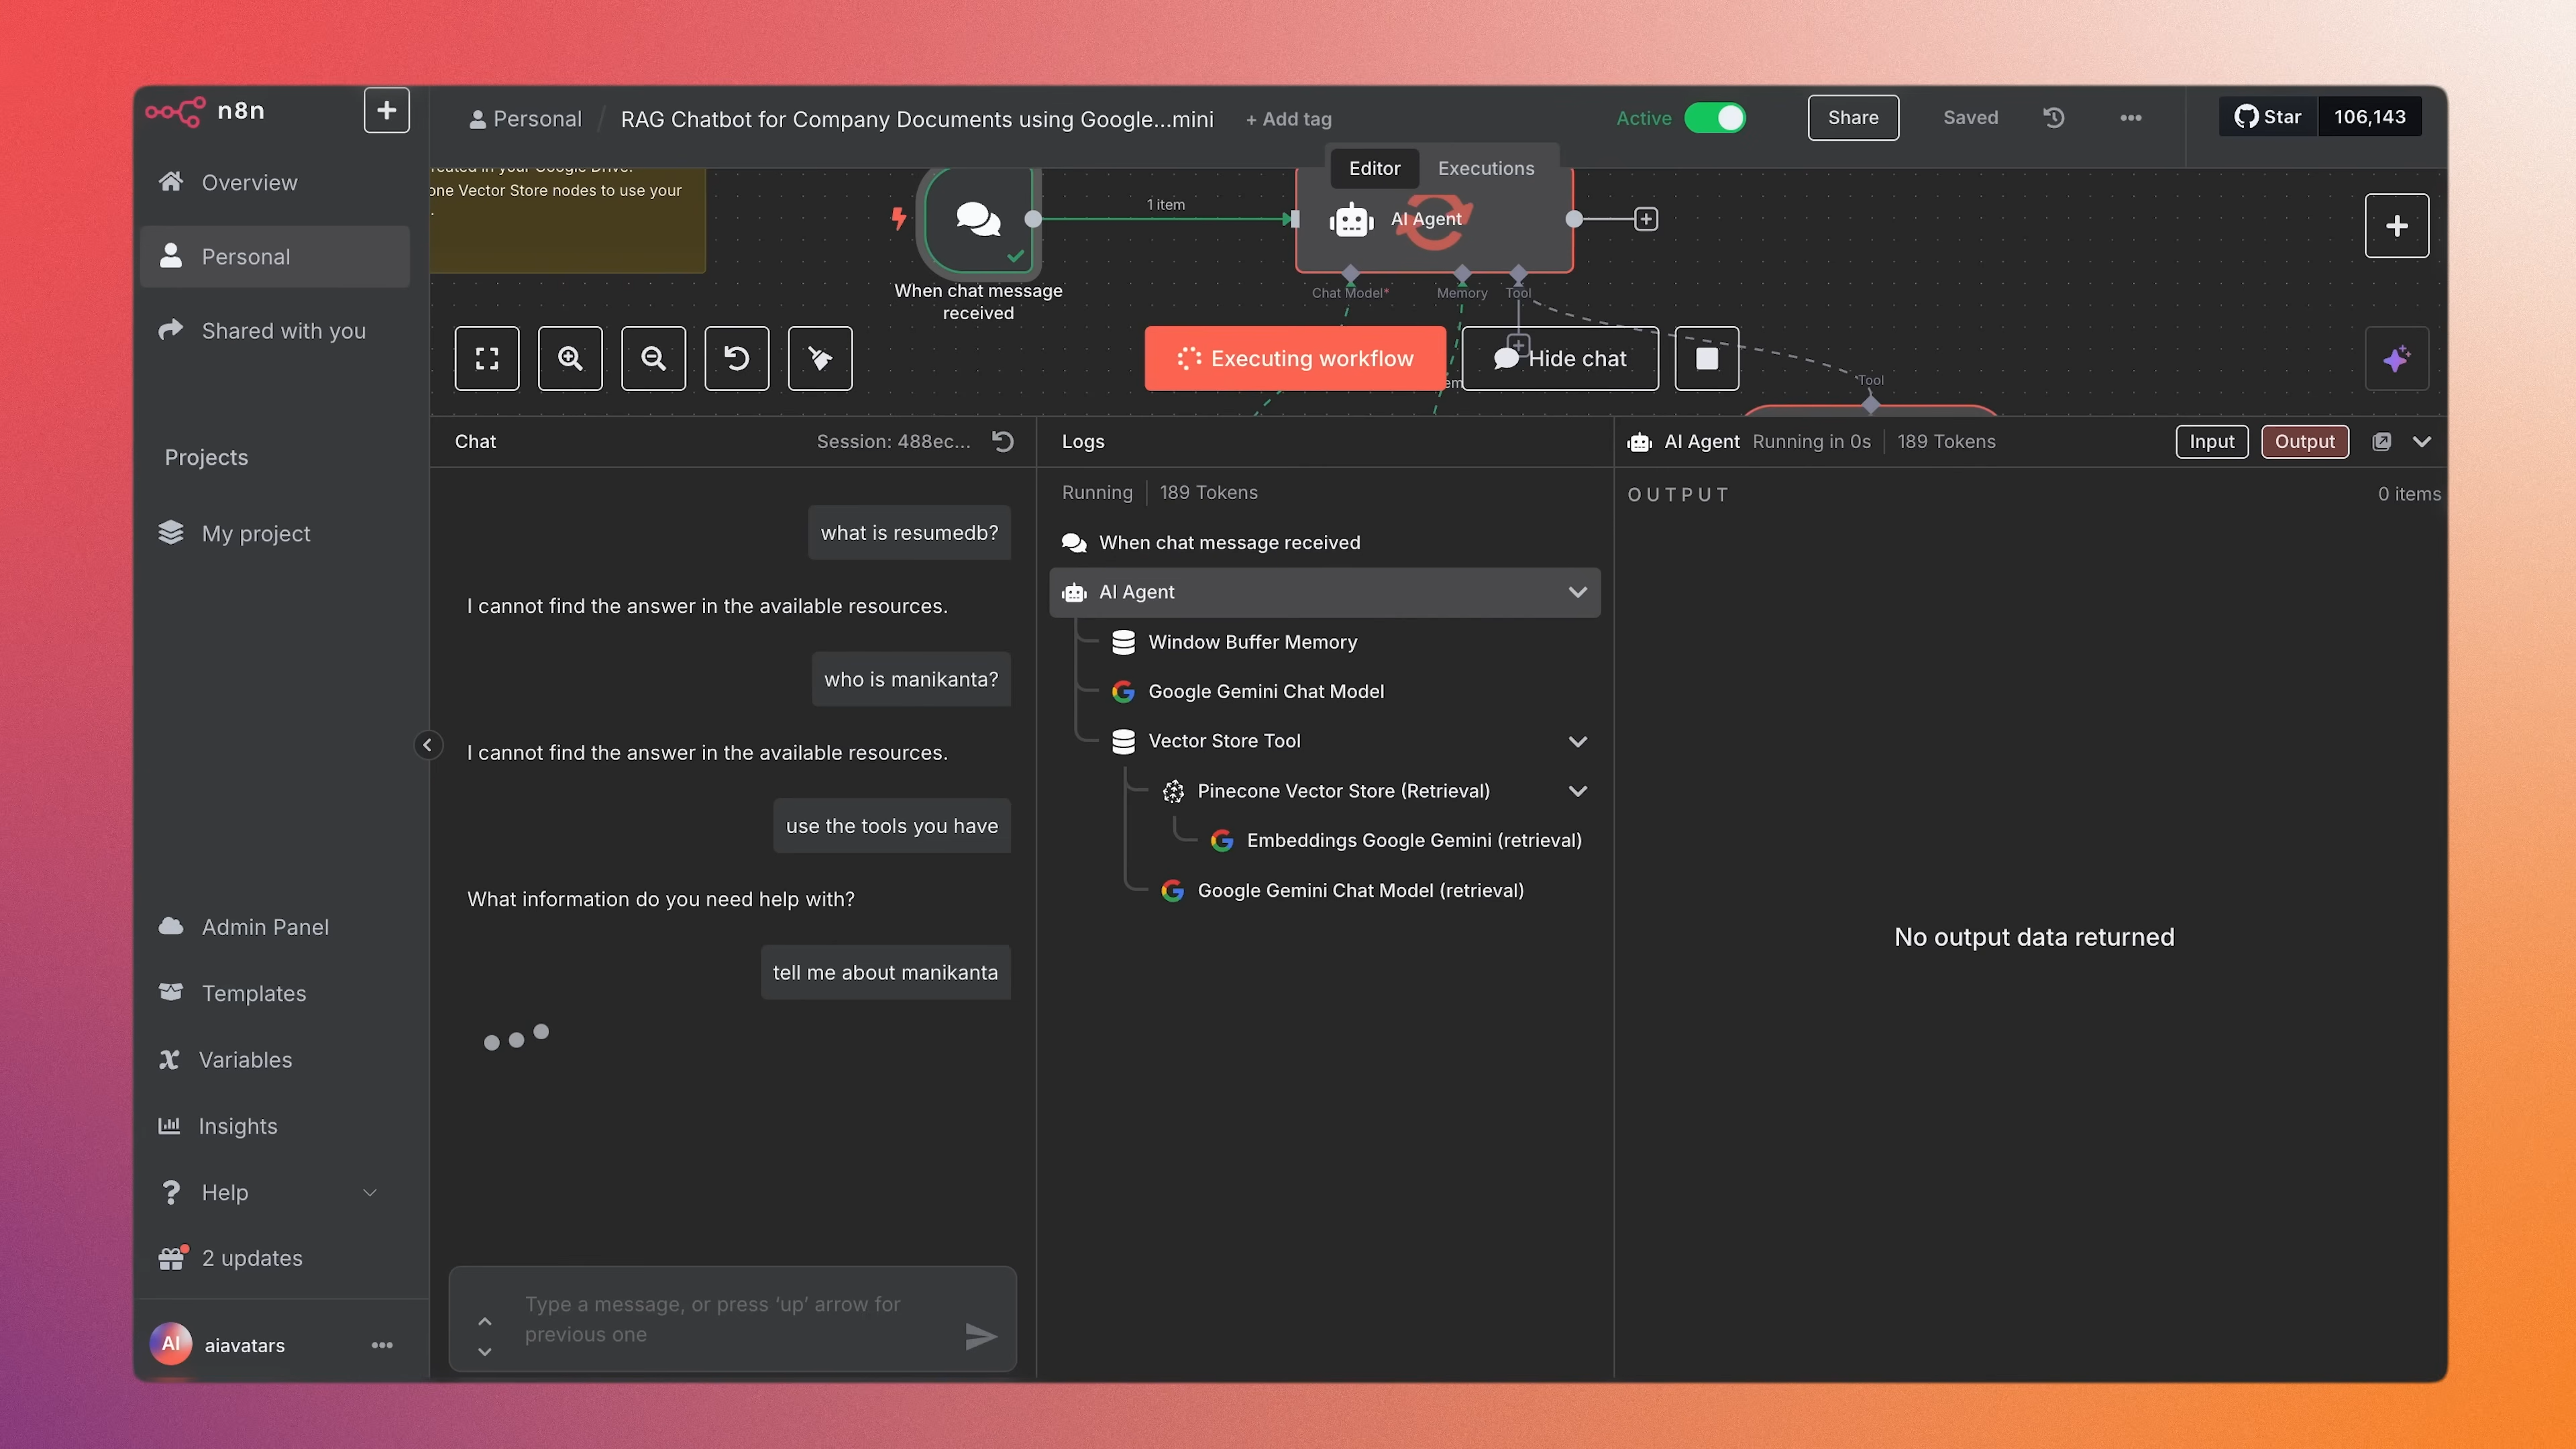 n8n
Overview
Personal
Shared with you
Projects
My project
Admin Panel
Templates
Variables
Insights
Help
2 updates
AI
aiavatars
Personal / RAG Chatbot for Company Documents using Google...mini
+ Add tag
Active
Share
Saved
Star
106,143
Editor
Executions
one Vector Store nodes to use your
.
1 item
AI Agent
When chat message
received
Chat Model*
Memory
Tool
Executing workflow
Hide chat
Tool
Chat
Session: 488ec...
what is resumedb?
I cannot find the answer in the available resources.
who is manikanta?
I cannot find the answer in the available resources.
use the tools you have
What information do you need help with?
tell me about manikanta
Type a message, or press ‘up’ arrow for
previous one
Logs
Running
189 Tokens
When chat message received
AI Agent
Window Buffer Memory
Google Gemini Chat Model
Vector Store Tool
Pinecone Vector Store (Retrieval)
Embeddings Google Gemini (retrieval)
Google Gemini Chat Model (retrieval)
AI Agent
Running in 0s
189 Tokens
Input
Output
OUTPUT
0 items
No output data returned